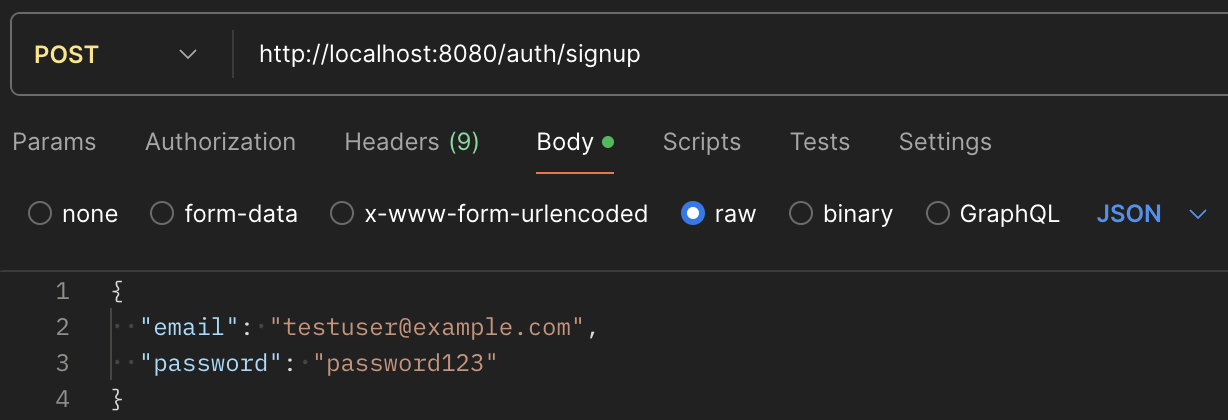 POST http://localhost:8080/auth/signup
Params Authorization Headers (9) Body Scripts Tests Settings
none form-data x-www-form-urlencoded raw binary GraphQL JSON
1 {
2 "email": "testuser@example.com",
3 "password": "password123"
4 }